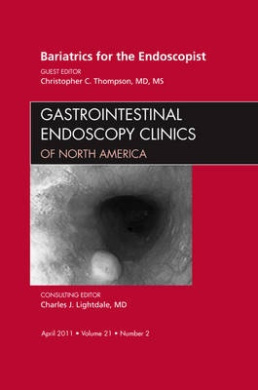 Bariatrics for the Endoscopist
GUEST EDITOR
Christopher C. Thompson, MD, MS
GASTROINTESTINAL
ENDOSCOPY CLINICS
OF NORTH AMERICA
CONSULTING EDITOR
Charles J. Lightdale, MD
April 2011 • Volume 21 • Number 2